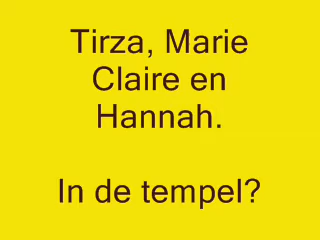 Tirza, Marie
Claire en
Hannah.
In de tempel?